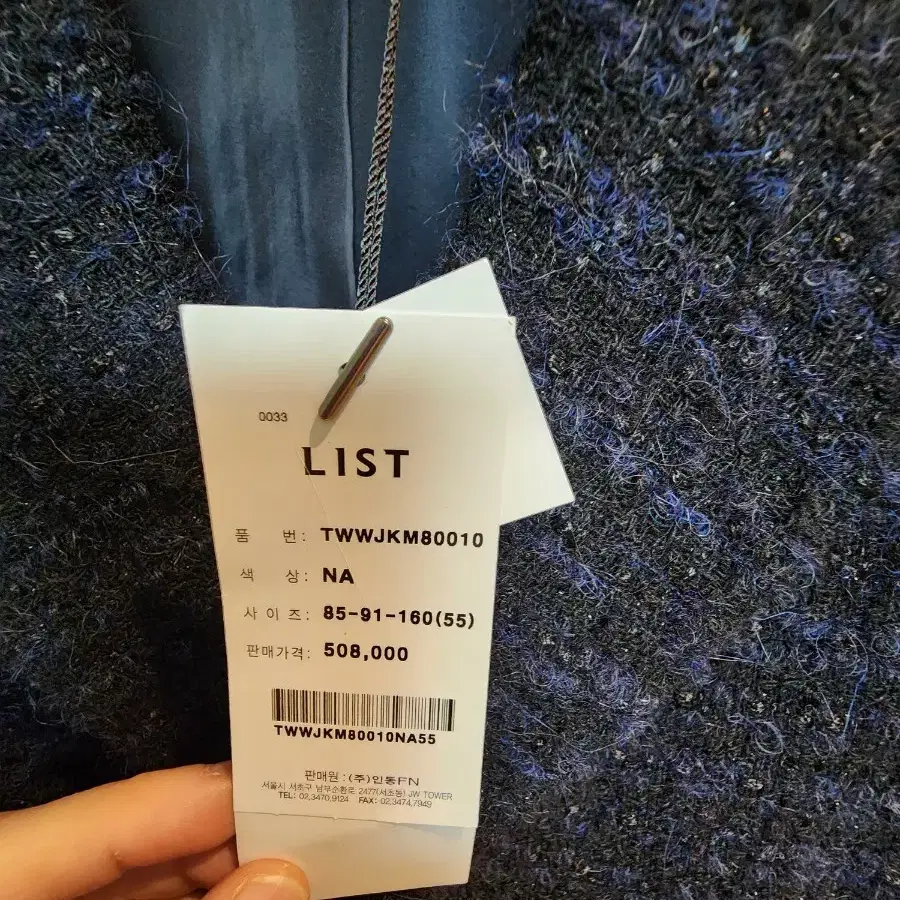 0033
LIST
품 번: TWWJKM80010
색 상: NA
사이즈: 85-91-160(55)
판매가격: 508,000
TWWJKM80010NA55
판매원 : (주)인동FN
서울시 서초구 남부순환로 2477(서초동) JW TOWER
TEL: 02.3470.9124 FAX: 02.3474.7949